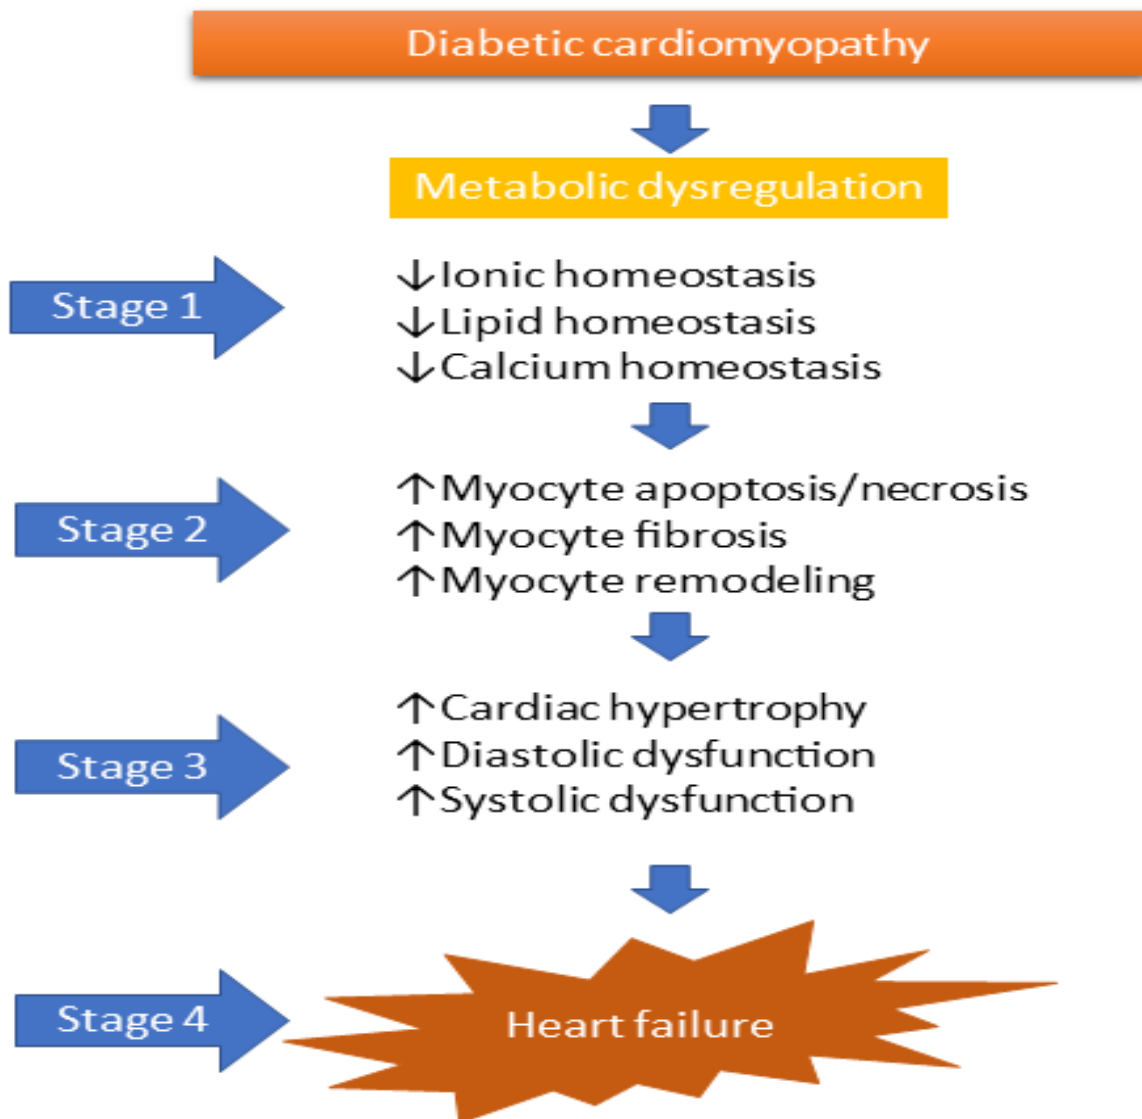 Diabetic cardiomyopathy
Metabolic dysregulation
Stage 1
↓Ionic homeostasis
↓Lipid homeostasis
↓Calcium homeostasis
Stage 2
↑Myocyte apoptosis/necrosis
↑Myocyte fibrosis
↑Myocyte remodeling
Stage 3
↑Cardiac hypertrophy
↑Diastolic dysfunction
↑Systolic dysfunction
Stage 4
Heart failure